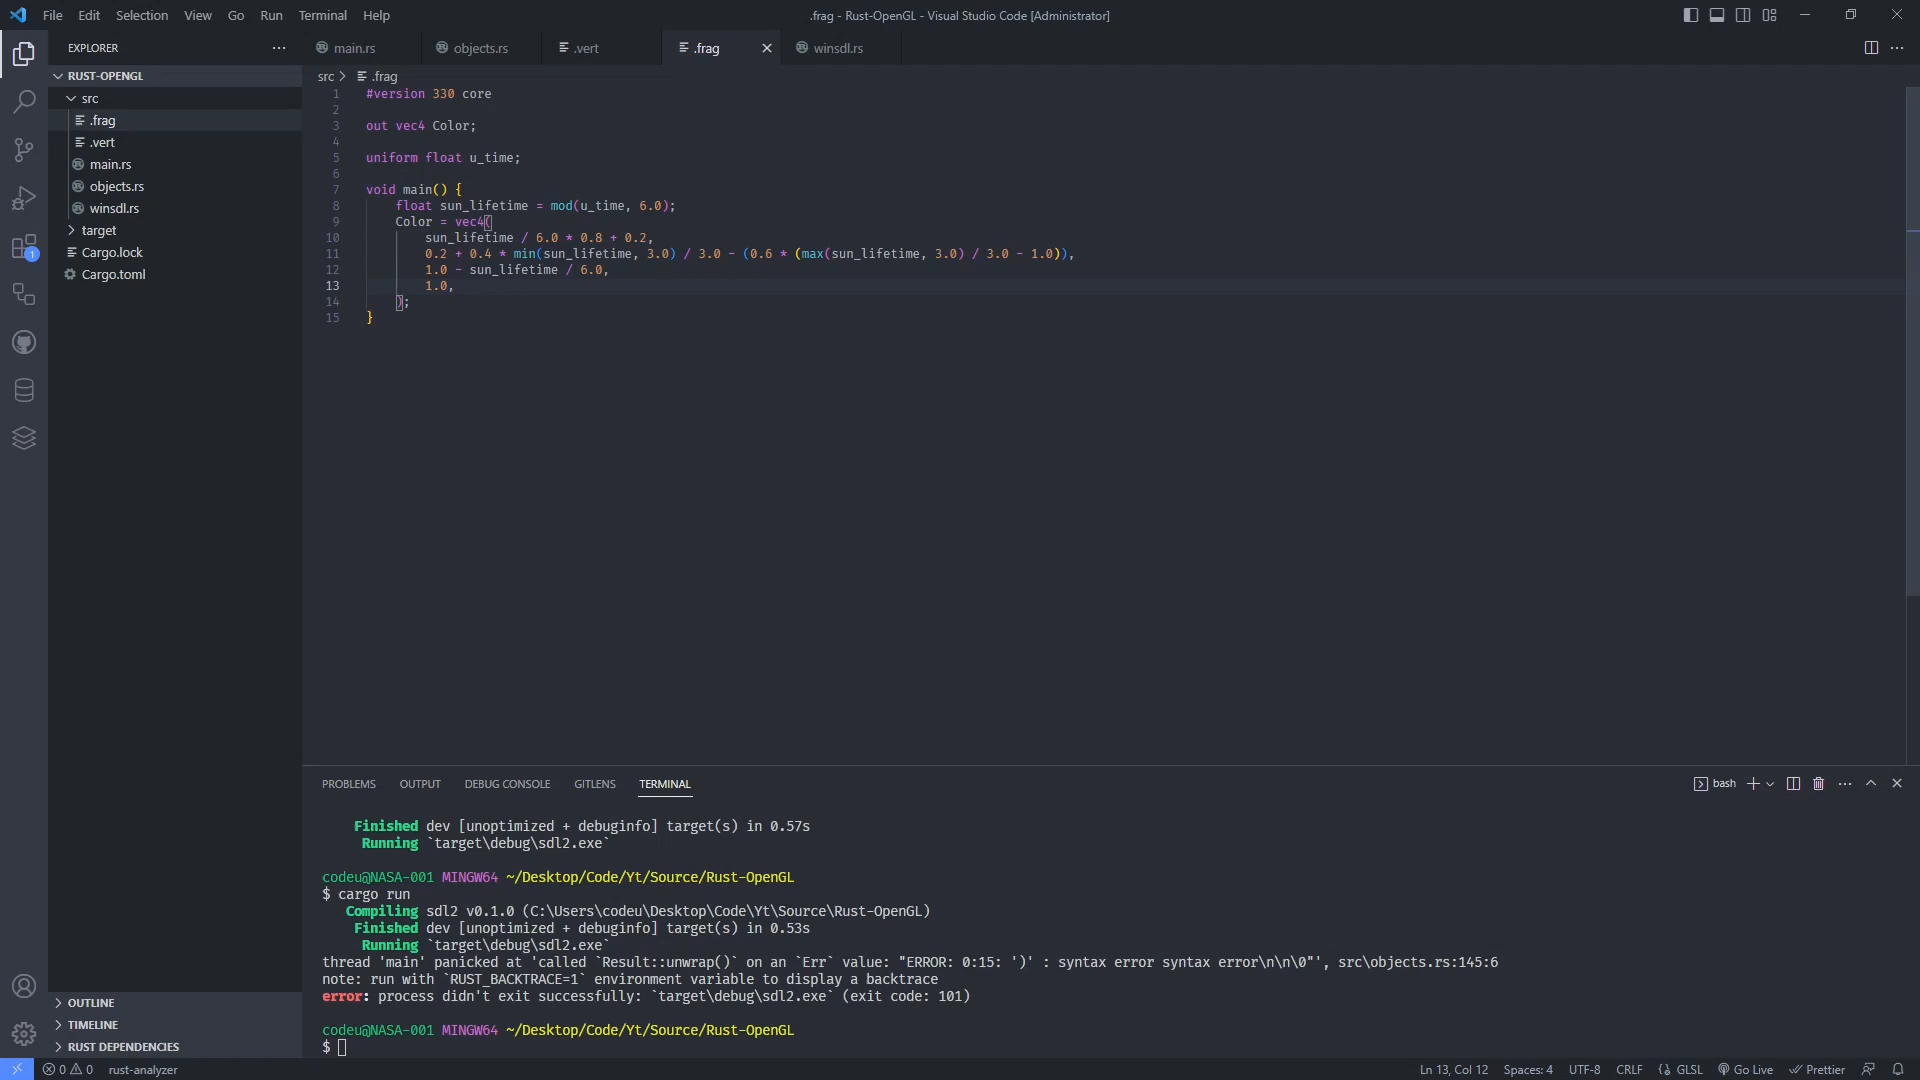 File Edit Selection View Go Run Terminal Help
.frag - Rust-OpenGL - Visual Studio Code [Administrator]
EXPLORER
main.rs
objects.rs
.vert
.frag
winsdl.rs
RUST-OPENGL
src
.frag
.vert
main.rs
objects.rs
winsdl.rs
target
Cargo.lock
Cargo.toml
1
src > .frag
1 #version 330 core
2
3 out vec4 Color;
4
5 uniform float u_time;
6
7 void main() {
8 float sun_lifetime = mod(u_time, 6.0);
9 Color = vec4(
10 sun_lifetime / 6.0 * 0.8 + 0.2,
11 0.2 + 0.4 * min(sun_lifetime, 3.0) / 3.0 - (0.6 * (max(sun_lifetime, 3.0) / 3.0 - 1.0)),
12 1.0 - sun_lifetime / 6.0,
13 1.0,
14 );
15 }
PROBLEMS OUTPUT DEBUG CONSOLE GITLENS TERMINAL
bash
Finished dev [unoptimized + debuginfo] target(s) in 0.57s
Running `target\debug\sdl2.exe`
codeu@NASA-001 MINGW64 ~/Desktop/Code/Yt/Source/Rust-OpenGL
$ cargo run
Compiling sdl2 v0.1.0 (C:\Users\codeu\Desktop\Code\Yt\Source\Rust-OpenGL)
Finished dev [unoptimized + debuginfo] target(s) in 0.53s
Running `target\debug\sdl2.exe`
thread 'main' panicked at 'called `Result::unwrap()` on an `Err` value: "ERROR: 0:15: ')' : syntax error syntax error\n\n\0"', src\objects.rs:145:6
note: run with `RUST_BACKTRACE=1` environment variable to display a backtrace
error: process didn't exit successfully: `target\debug\sdl2.exe` (exit code: 101)
codeu@NASA-001 MINGW64 ~/Desktop/Code/Yt/Source/Rust-OpenGL
$
OUTLINE
TIMELINE
RUST DEPENDENCIES
0 0 rust-analyzer
Ln 13, Col 12 Spaces: 4 UTF-8 CRLF GLSL Go Live Prettier